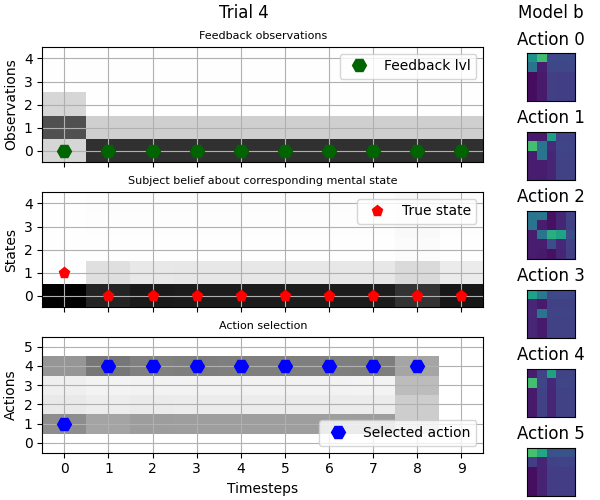 Trial 4
Model b
Feedback observations
Observations
4
3
2
1
0
Feedback lvl
Subject belief about corresponding mental state
States
4
3
2
1
0
True state
Action selection
Actions
5
4
3
2
1
0
Selected action
0 1 2 3 4 5 6 7 8 9
Timesteps
Action 0
Action 1
Action 2
Action 3
Action 4
Action 5